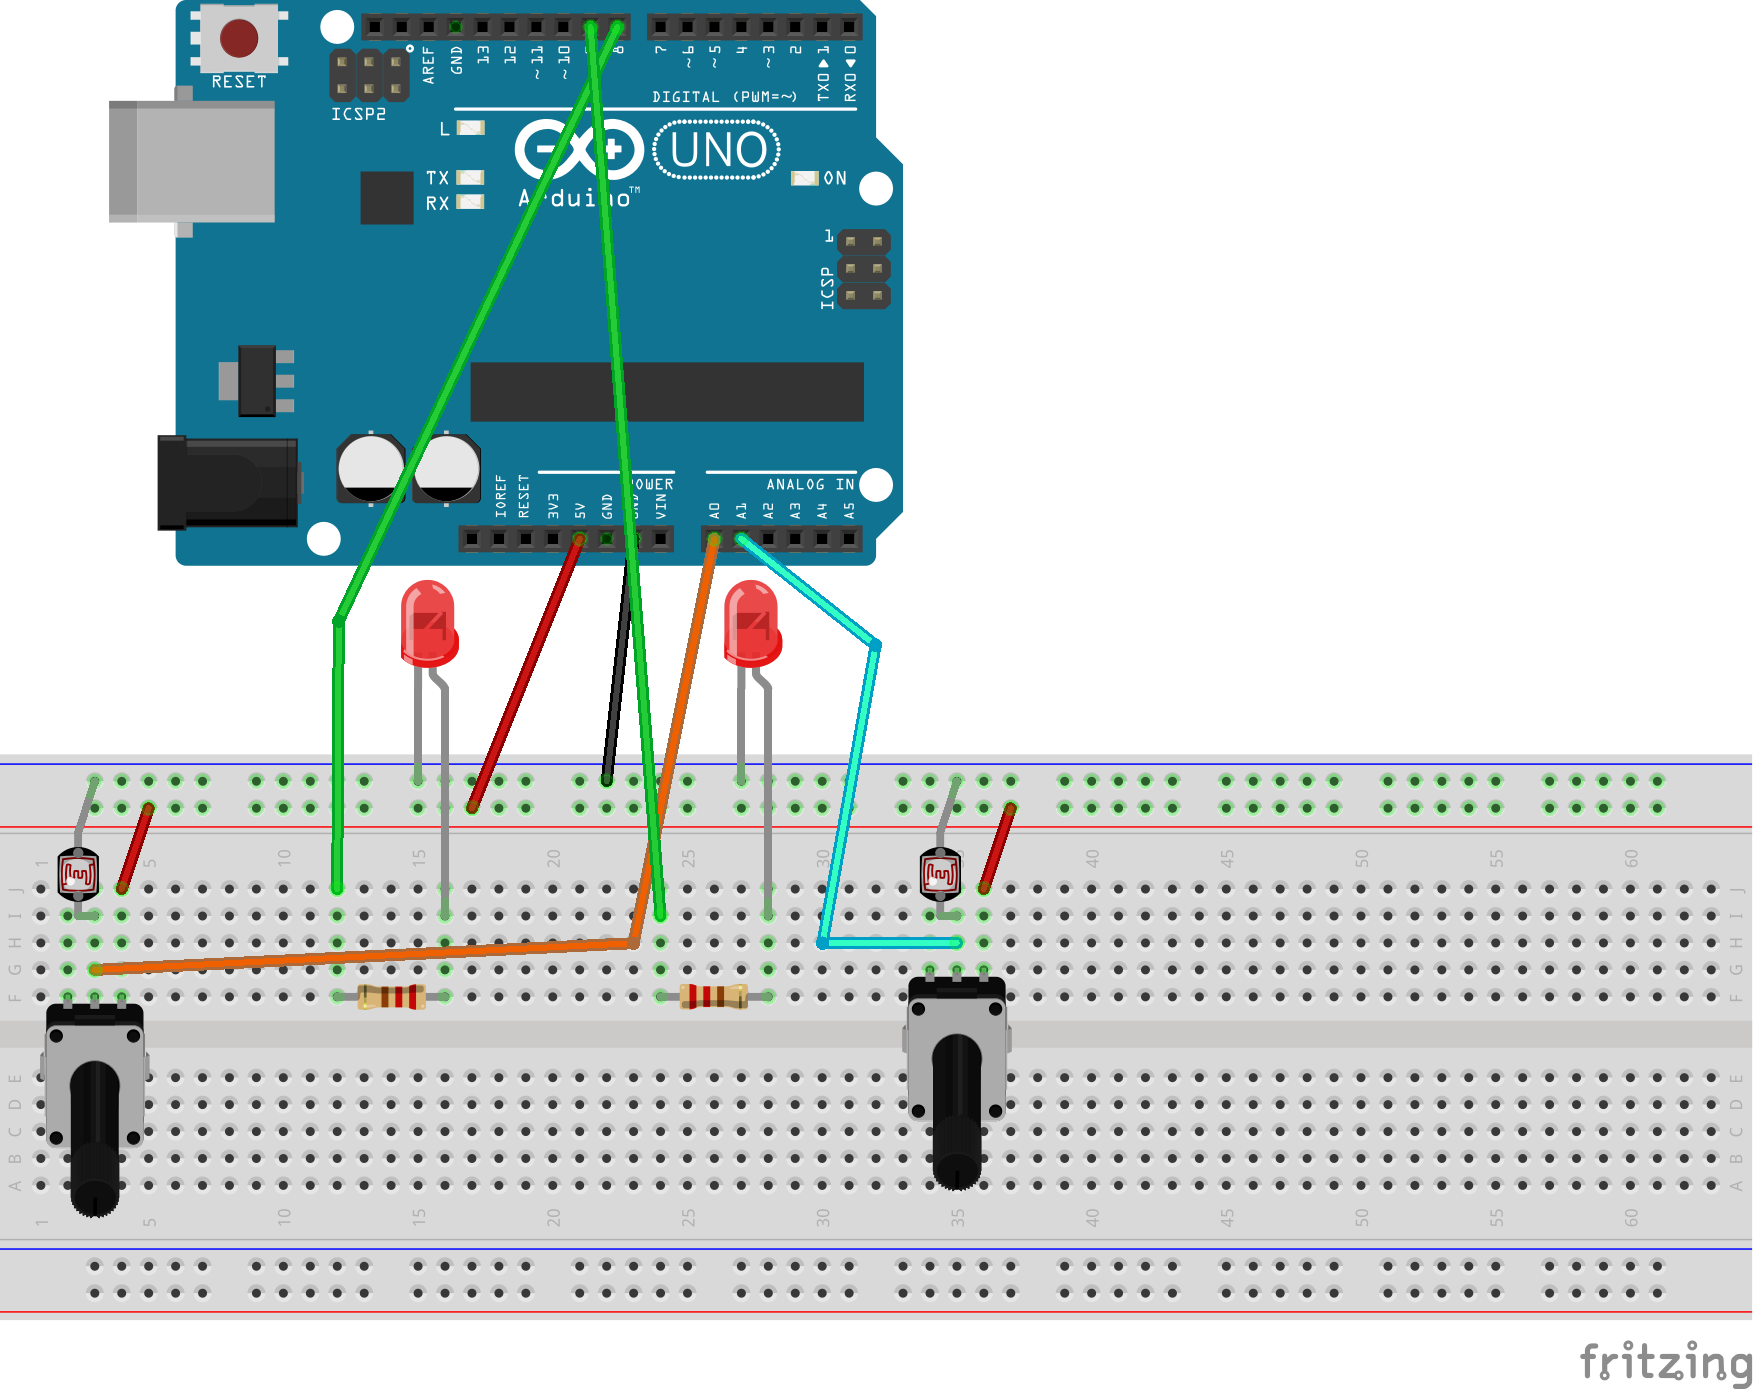 RESET
ICSP2
AREF
GND
13
12
~11
~10
8
7
~6
~5
4
~3
2
TX0▶1
RX0◀0
DIGITAL (PWM=~)
L
TX
RX
UNO
Arduino™
ON
1
ICSP
POWER
ANALOG IN
IOREF
RESET
3V3
5V
GND
GND
VIN
A0
A1
A2
A3
A4
A5
1 5 10 15 20 25 30 35 40 45 50 55 60
J J
I I
H H
G G
F F
E E
D D
C C
B B
A A
1 5 10 15 20 25 30 35 40 45 50 55 60
fritzing